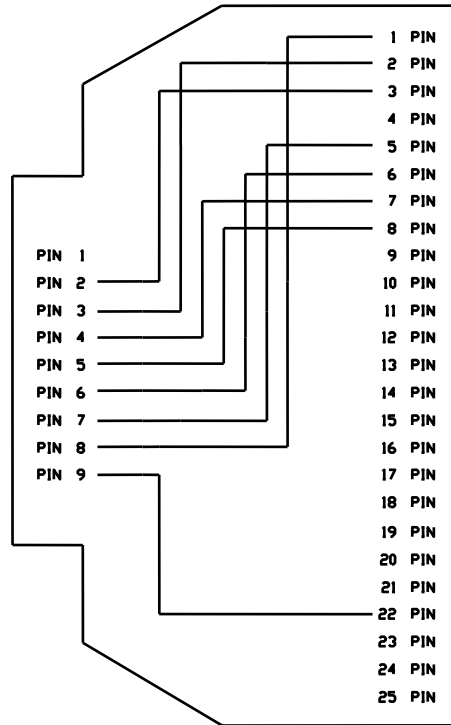 1 PIN
2 PIN
3 PIN
4 PIN
5 PIN
6 PIN
7 PIN
8 PIN
PIN 1 9 PIN
PIN 2 10 PIN
PIN 3 11 PIN
PIN 4 12 PIN
PIN 5 13 PIN
PIN 6 14 PIN
PIN 7 15 PIN
PIN 8 16 PIN
PIN 9 17 PIN
18 PIN
19 PIN
20 PIN
21 PIN
22 PIN
23 PIN
24 PIN
25 PIN